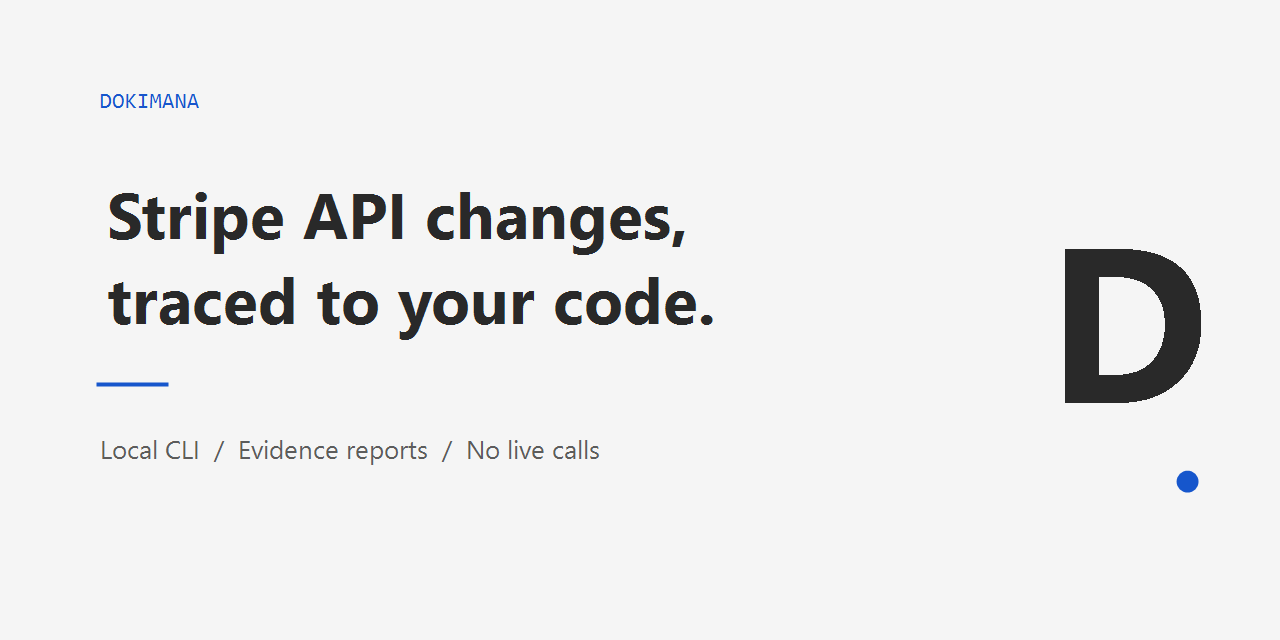 DOKIMANA
Stripe API changes,
traced to your code.
Local CLI / Evidence reports / No live calls
D